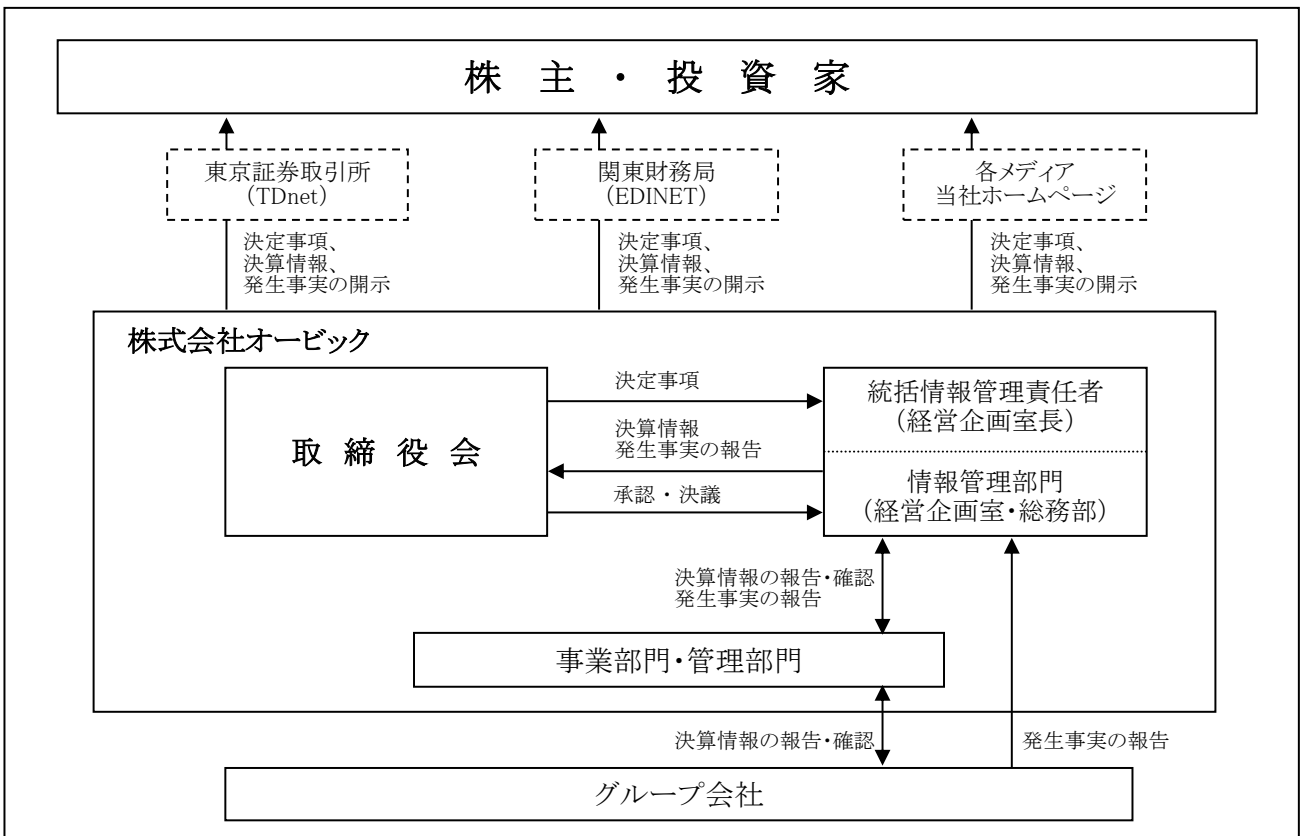 株 主 ・ 投 資 家
東京証券取引所
(TDnet)
関東財務局
(EDINET)
各メディア
当社ホームページ
決定事項、
決算情報、
発生事実の開示
決定事項、
決算情報、
発生事実の開示
決定事項、
決算情報、
発生事実の開示
株式会社オービック
取 締 役 会
決定事項
決算情報
発生事実の報告
承認・決議
統括情報管理責任者
(経営企画室長)
情報管理部門
(経営企画室・総務部)
決算情報の報告・確認
発生事実の報告
事業部門・管理部門
決算情報の報告・確認
発生事実の報告
グループ会社